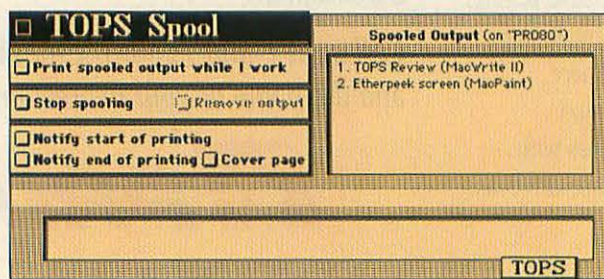 TOPS Spool
Print spooled output while I work
Stop spooling Remove output
Notify start of printing
Notify end of printing Cover page
Spooled Output (on "PRO80")
1. TOPS Review (MacWrite II)
2. Etherpeek screen (MacPaint)
TOPS